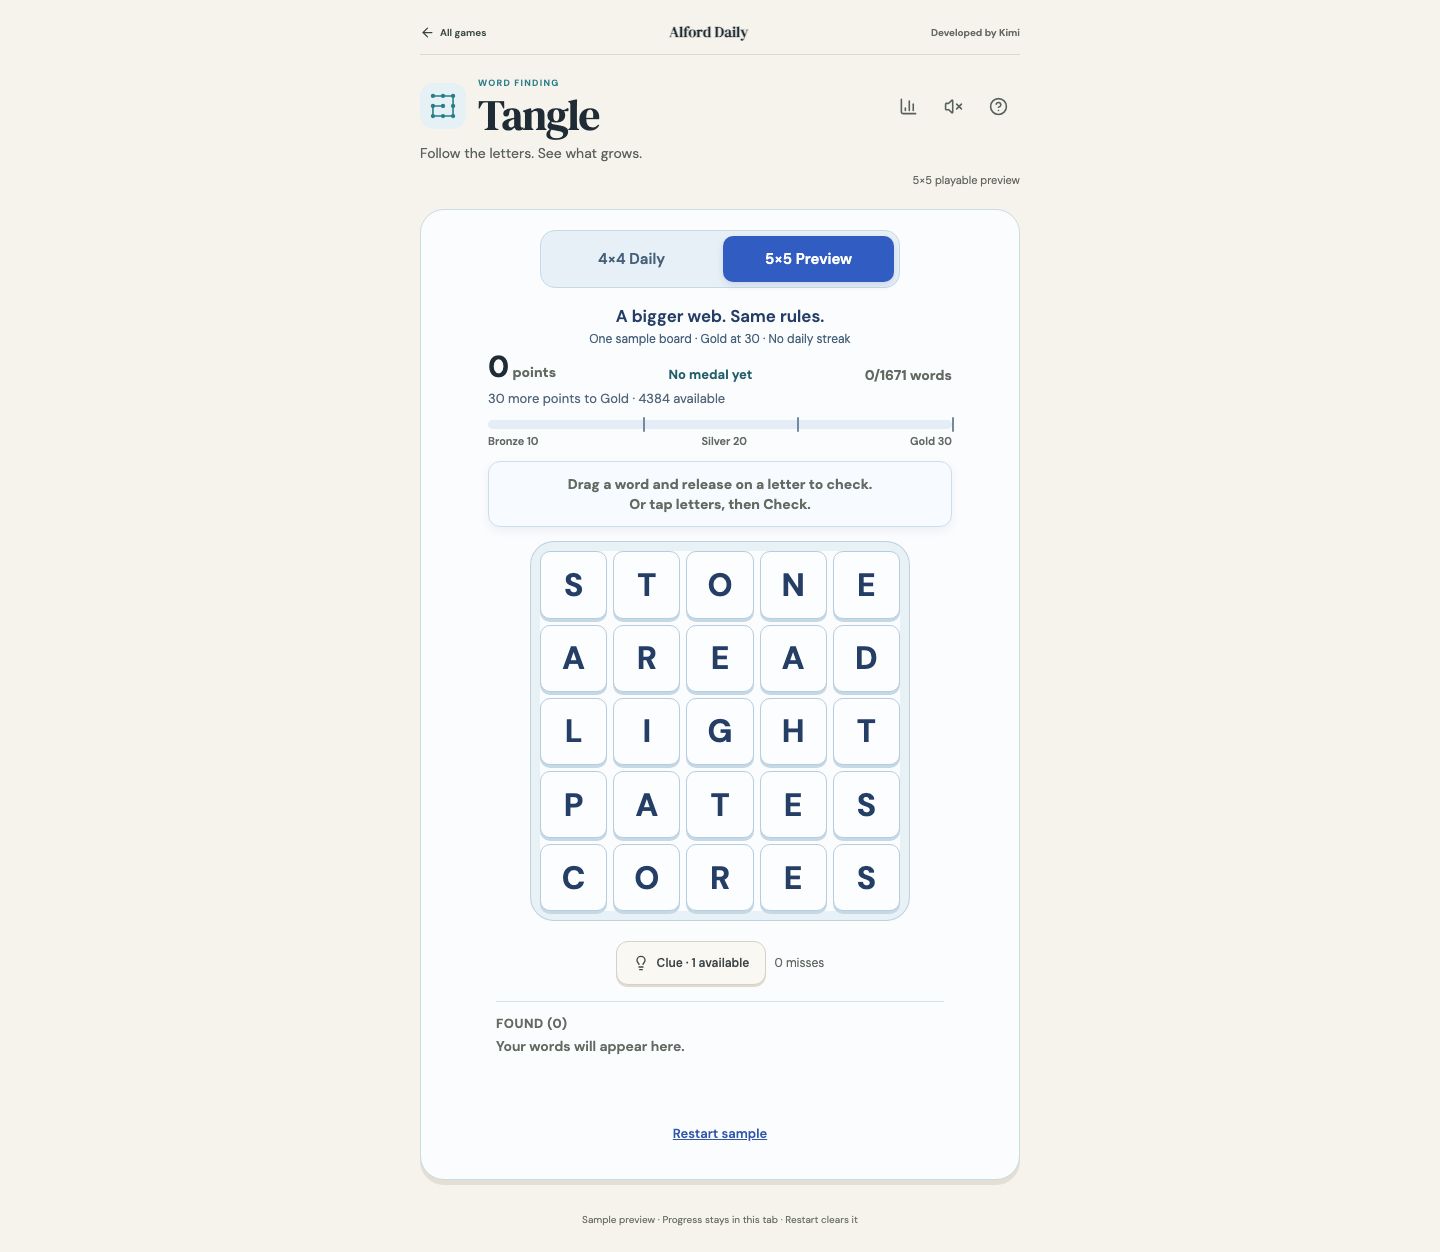 All games
Alford Daily
Developed by Kimi
WORD FINDING
Tangle
Follow the letters. See what grows.
5×5 playable preview
4×4 Daily
5×5 Preview
A bigger web. Same rules.
One sample board · Gold at 30 · No daily streak
0 points
No medal yet
0/1671 words
30 more points to Gold · 4384 available
Bronze 10
Silver 20
Gold 30
Drag a word and release on a letter to check.
Or tap letters, then Check.
S T O N E
A R E A D
L I G H T
P A T E S
C O R E S
Clue · 1 available
0 misses
FOUND (0)
Your words will appear here.
Restart sample
Sample preview · Progress stays in this tab · Restart clears it